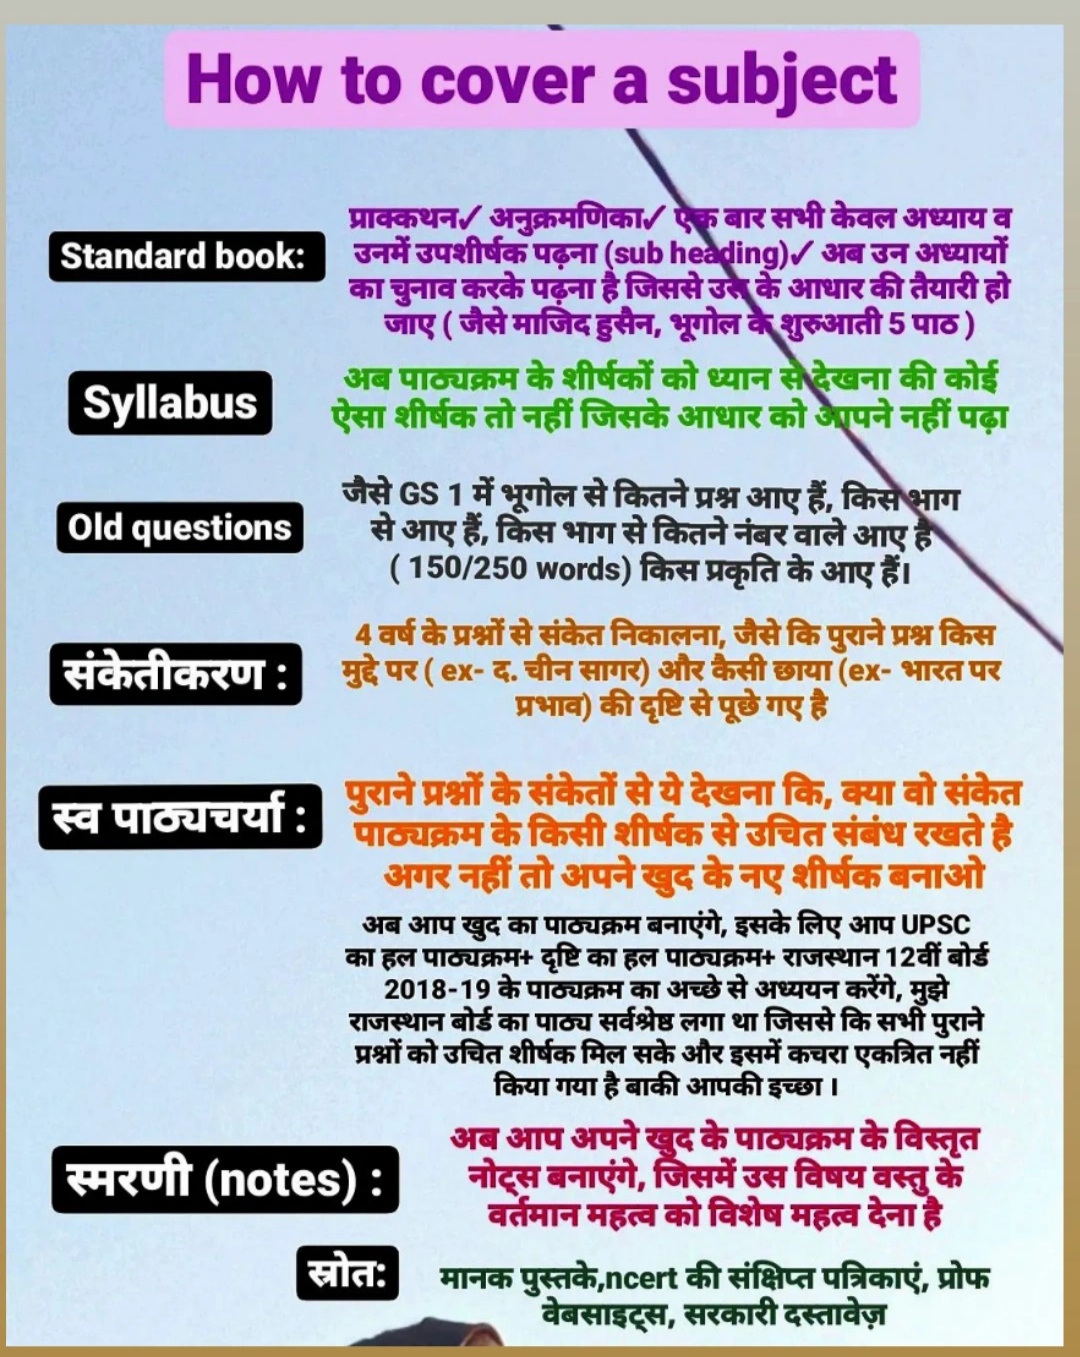 How to cover a subject
Standard book:
प्राक्कथन✓ अनुक्रमणिका✓ एक बार सभी केवल अध्याय व
उनमें उपशीर्षक पढ़ना (sub heading)✓ अब उन अध्यायों
का चुनाव करके पढ़ना है जिससे उस के आधार की तैयारी हो
जाए ( जैसे माजिद हुसैन, भूगोल के शुरुआती 5 पाठ )
Syllabus
अब पाठ्यक्रम के शीर्षकों को ध्यान से देखना की कोई
ऐसा शीर्षक तो नहीं जिसके आधार को आपने नहीं पढ़ा
Old questions
जैसे GS 1 में भूगोल से कितने प्रश्न आए हैं, किस भाग
से आए हैं, किस भाग से कितने नंबर वाले आए है
( 150/250 words) किस प्रकृति के आए हैं।
संकेतीकरण :
4 वर्ष के प्रश्नों से संकेत निकालना, जैसे कि पुराने प्रश्न किस
मुद्दे पर ( ex- द. चीन सागर) और कैसी छाया (ex- भारत पर
प्रभाव) की दृष्टि से पूछे गए है
स्व पाठ्यचर्या :
पुराने प्रश्नों के संकेतों से ये देखना कि, क्या वो संकेत
पाठ्यक्रम के किसी शीर्षक से उचित संबंध रखते है
अगर नहीं तो अपने खुद के नए शीर्षक बनाओ
अब आप खुद का पाठ्यक्रम बनाएंगे, इसके लिए आप UPSC
का हल पाठ्यक्रम+ दृष्टि का हल पाठ्यक्रम+ राजस्थान 12वीं बोर्ड
2018-19 के पाठ्यक्रम का अच्छे से अध्ययन करेंगे, मुझे
राजस्थान बोर्ड का पाठ्य सर्वश्रेष्ठ लगा था जिससे कि सभी पुराने
प्रश्नों को उचित शीर्षक मिल सके और इसमें कचरा एकत्रित नहीं
किया गया है बाकी आपकी इच्छा ।
स्मरणी (notes) :
अब आप अपने खुद के पाठ्यक्रम के विस्तृत
नोट्स बनाएंगे, जिसमें उस विषय वस्तु के
वर्तमान महत्व को विशेष महत्व देना है
स्रोत:
मानक पुस्तके,ncert की संक्षिप्त पत्रिकाएं, प्रोफ
वेबसाइट्स, सरकारी दस्तावेज़